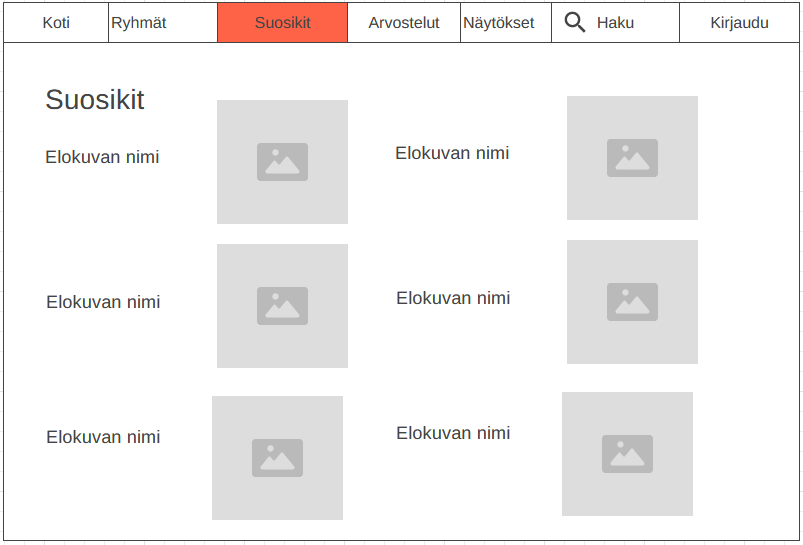 Koti
Ryhmät
Suosikit
Arvostelut
Näytökset
Haku
Kirjaudu
Suosikit
Elokuvan nimi
Elokuvan nimi
Elokuvan nimi
Elokuvan nimi
Elokuvan nimi
Elokuvan nimi